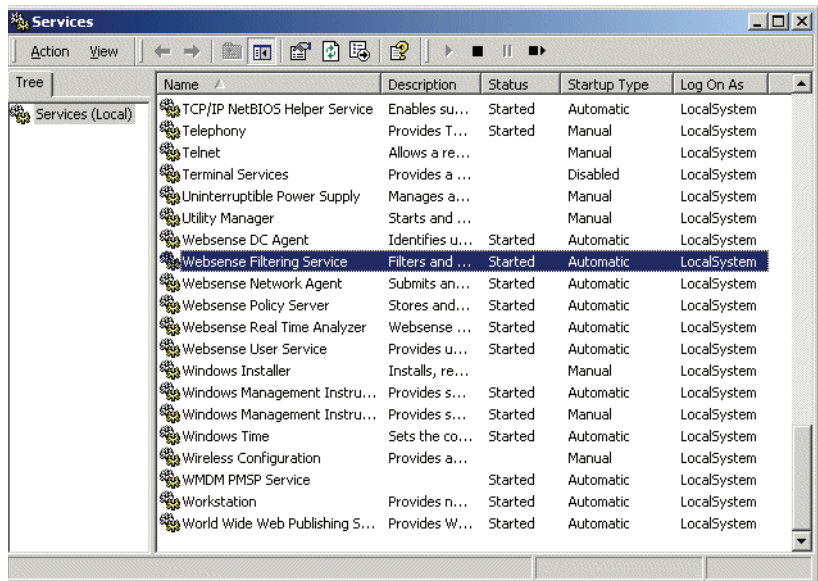 Services
Action View
Tree
Services (Local)
Name Description Status Startup Type Log On As
TCP/IP NetBIOS Helper Service Enables su... Started Automatic LocalSystem
Telephony Provides T... Started Manual LocalSystem
Telnet Allows a re... Manual LocalSystem
Terminal Services Provides a ... Disabled LocalSystem
Uninterruptible Power Supply Manages a... Manual LocalSystem
Utility Manager Starts and ... Manual LocalSystem
Websense DC Agent Identifies u... Started Automatic LocalSystem
Websense Filtering Service Filters and ... Started Automatic LocalSystem
Websense Network Agent Submits an... Started Automatic LocalSystem
Websense Policy Server Stores and... Started Automatic LocalSystem
Websense Real Time Analyzer Websense ... Started Automatic LocalSystem
Websense User Service Provides u... Started Automatic LocalSystem
Windows Installer Installs, re... Manual LocalSystem
Windows Management Instru... Provides s... Started Automatic LocalSystem
Windows Management Instru... Provides s... Started Manual LocalSystem
Windows Time Sets the co... Started Automatic LocalSystem
Wireless Configuration Provides a... Manual LocalSystem
WMDM PMSP Service Started Automatic LocalSystem
Workstation Provides n... Started Automatic LocalSystem
World Wide Web Publishing S... Provides W... Started Automatic LocalSystem